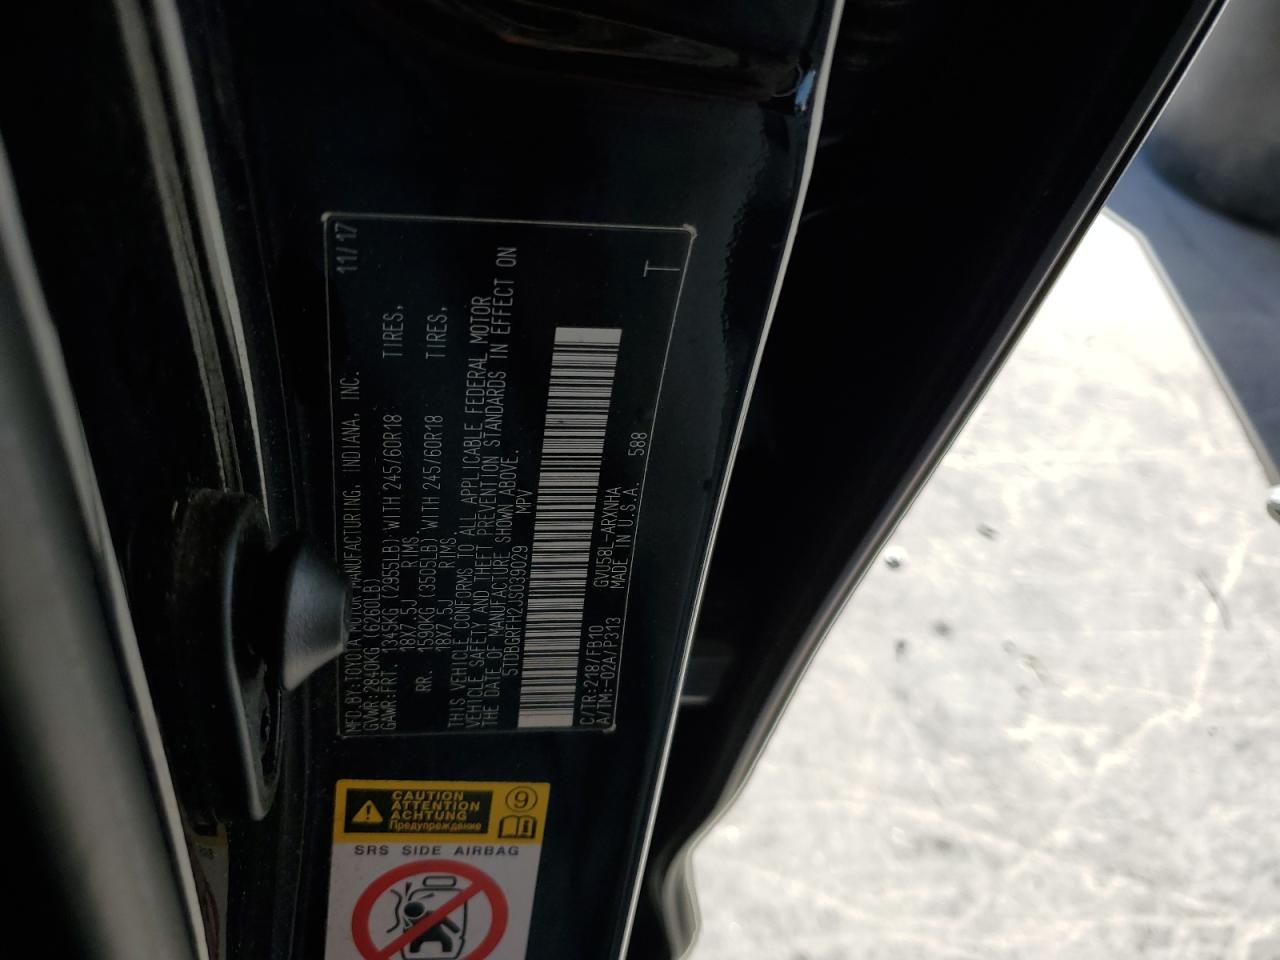 MFD.BY:TOYOTA MOTOR MANUFACTURING, INDIANA, INC. 11/17
GVWR:2840KG (6260LB)
GAWR:FRT. 1345KG (2955LB) WITH 245/60R18 TIRES,
18X7.5J RIMS.
RR. 1590KG (3505LB) WITH 245/60R18 TIRES,
18X7.5J RIMS.
THIS VEHICLE CONFORMS TO ALL APPLICABLE FEDERAL MOTOR
VEHICLE SAFETY AND THEFT PREVENTION STANDARDS IN EFFECT ON
THE DATE OF MANUFACTURE SHOWN ABOVE.
5TDBGRFH2JS039029 MPV
C/TR:218/FB10 GVU58L-ARXNHA
A/TM:-02A/P313 MADE IN U.S.A. 588 T
CAUTION
ATTENTION
ACHTUNG
Предупреждение
9
SRS SIDE AIRBAG